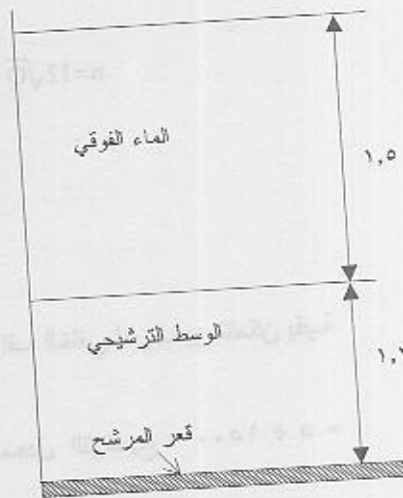 الماء الفوقي
١,٥
الوسط الترشيحي
قعر المرشح